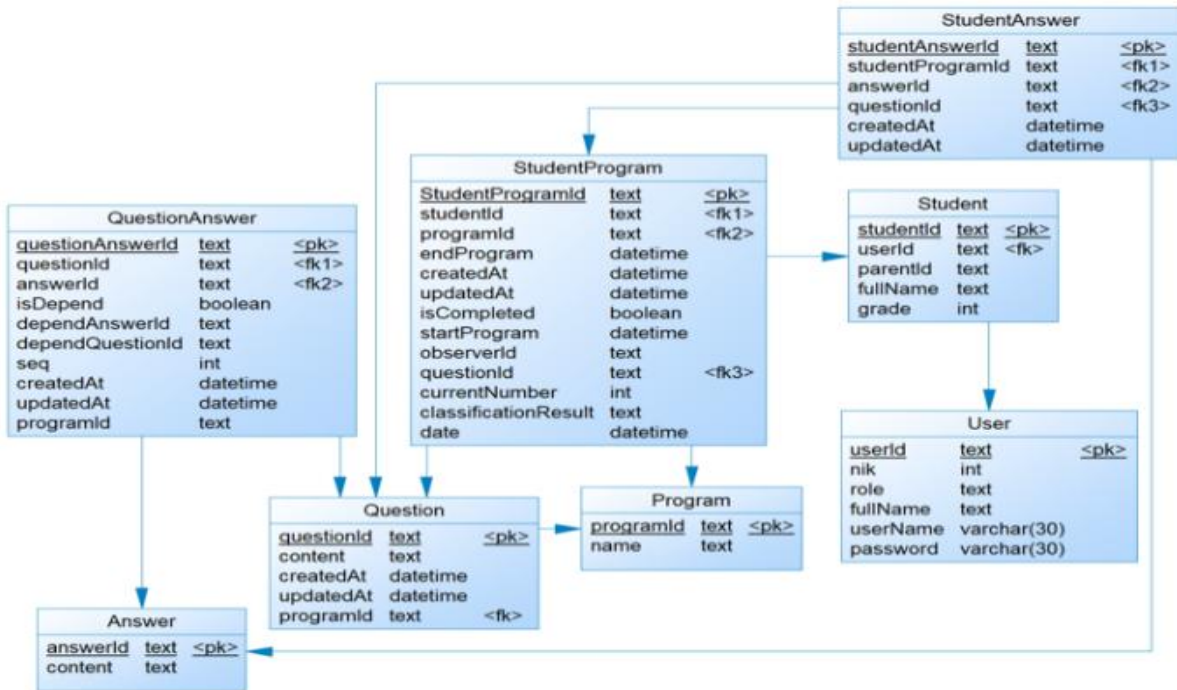 StudentAnswer
studentAnswerId text <pk>
studentProgramId text <fk1>
answerId text <fk2>
questionId text <fk3>
createdAt datetime
updatedAt datetime
StudentProgram
StudentProgramId text <pk>
studentId text <fk1>
programId text <fk2>
endProgram datetime
createdAt datetime
updatedAt datetime
isCompleted boolean
startProgram datetime
observerId text
questionId text <fk3>
currentNumber int
classificationResult text
date datetime
Student
studentId text <pk>
userId text <fk>
parentId text
fullName text
grade int
QuestionAnswer
questionAnswerId text <pk>
questionId text <fk1>
answerId text <fk2>
isDepend boolean
dependAnswerId text
dependQuestionId text
seq int
createdAt datetime
updatedAt datetime
programId text
User
userId text <pk>
nik int
role text
fullName text
userName varchar(30)
password varchar(30)
Question
questionId text <pk>
content text
createdAt datetime
updatedAt datetime
programId text <fk>
Program
programId text <pk>
name text
Answer
answerId text <pk>
content text